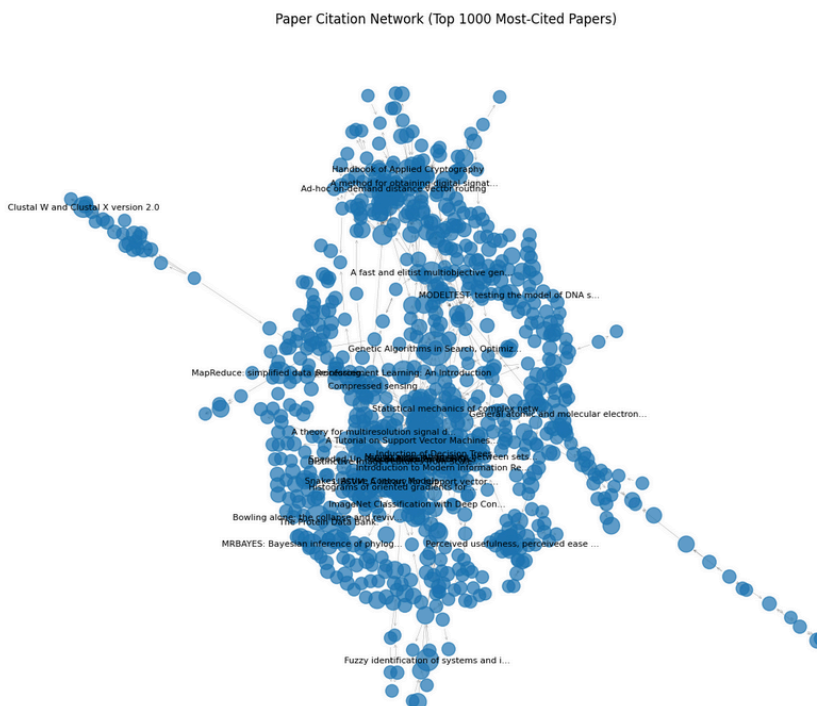 Paper Citation Network (Top 1000 Most-Cited Papers)
Handbook of Applied Cryptography
A method for obtaining digital signat...
Ad-hoc on-demand distance vector routing
Clustal W and Clustal X version 2.0
A fast and elitist multiobjective gen...
MODELTEST: testing the model of DNA s...
Genetic Algorithms in Search, Optimiz...
MapReduce: simplified data processing
Reinforcement Learning: An Introduction
Compressed sensing
Statistical mechanics of complex netw...
General atomic and molecular electron...
A theory for multiresolution signal d...
A Tutorial on Support Vector Machines...
Induction of Decision Trees
between sets
Introduction to Modern Information Re...
support vector
Histograms of oriented gradients for
ImageNet Classification with Deep Con...
Bowling alone: the collapse and reviv
The Protein Data Bank
MRBAYES: Bayesian inference of phylog...
Perceived usefulness, perceived ease ...
Fuzzy identification of systems and i...